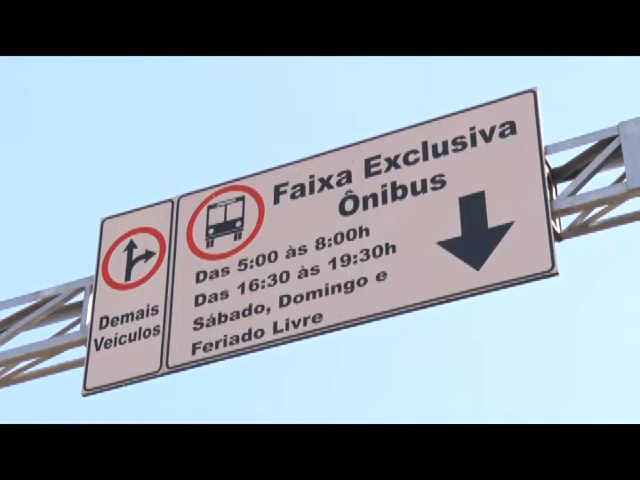 Faixa Exclusiva
Ônibus
Das 5:00 às 8:00h
Das 16:30 às 19:30h
Sábado, Domingo e
Feriado Livre
Demais
Veículos